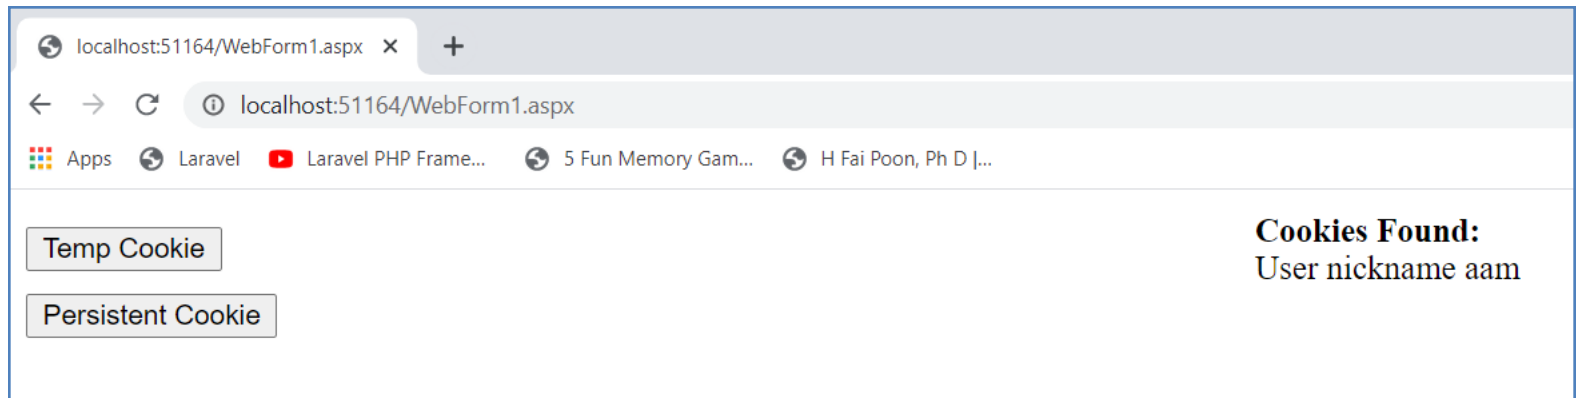 localhost:51164/WebForm1.aspx
localhost:51164/WebForm1.aspx
Apps Laravel Laravel PHP Frame... 5 Fun Memory Gam... H Fai Poon, Ph D |...
Temp Cookie
Persistent Cookie
Cookies Found:
User nickname aam